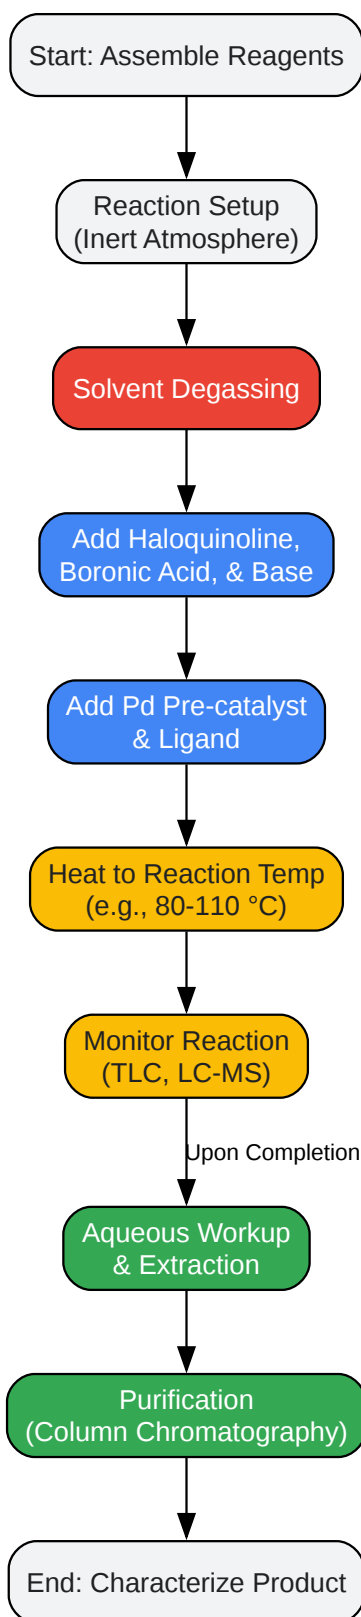 Start: Assemble Reagents
Reaction Setup
(Inert Atmosphere)
Solvent Degassing
Add Haloquinoline,
Boronic Acid, & Base
Add Pd Pre-catalyst
& Ligand
Heat to Reaction Temp
(e.g., 80-110 °C)
Monitor Reaction
(TLC, LC-MS)
Upon Completion
Aqueous Workup
& Extraction
Purification
(Column Chromatography)
End: Characterize Product